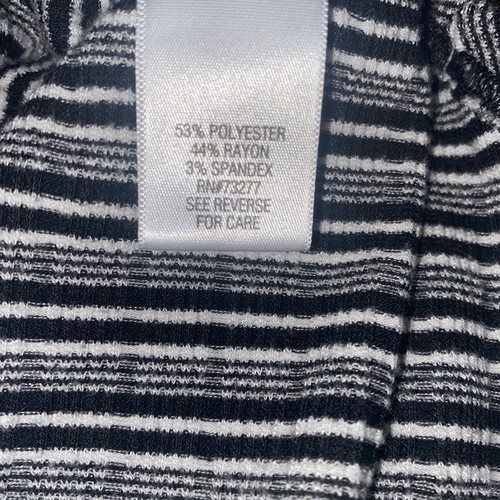 53% POLYESTER
44% RAYON
3% SPANDEX
RN#73277
SEE REVERSE
FOR CARE